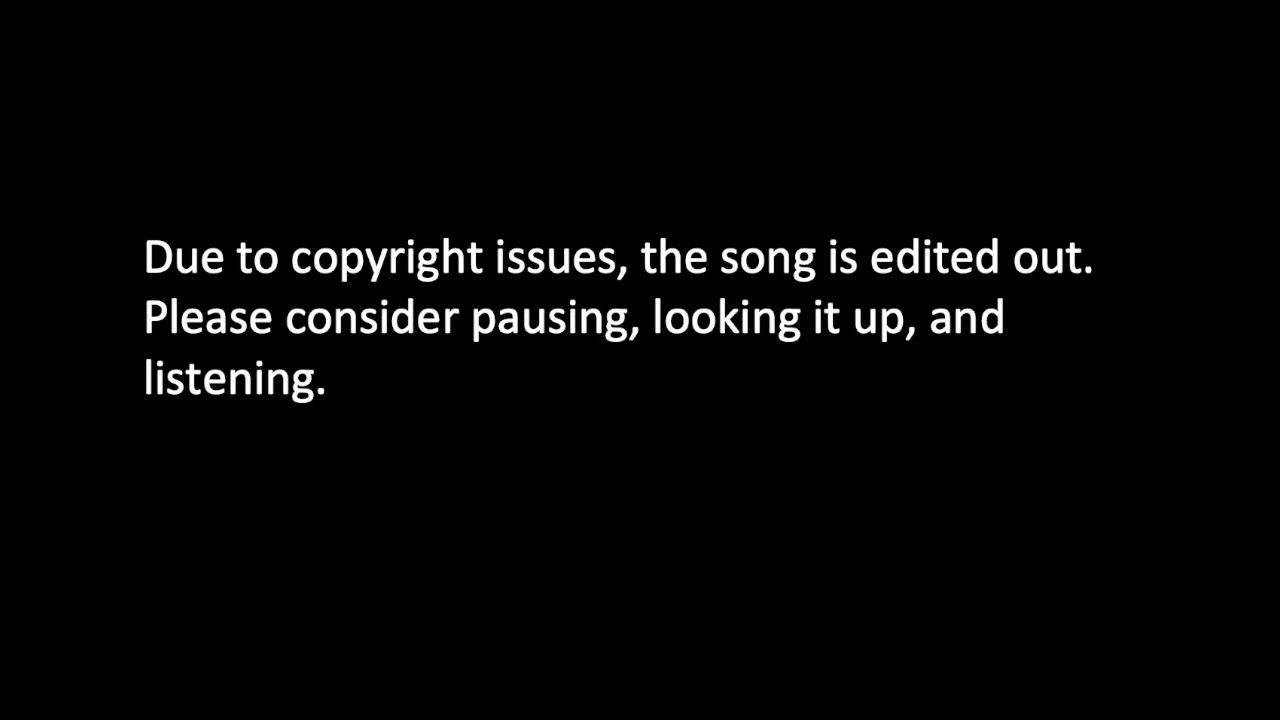 Due to copyright issues, the song is edited out.
Please consider pausing, looking it up, and
listening.